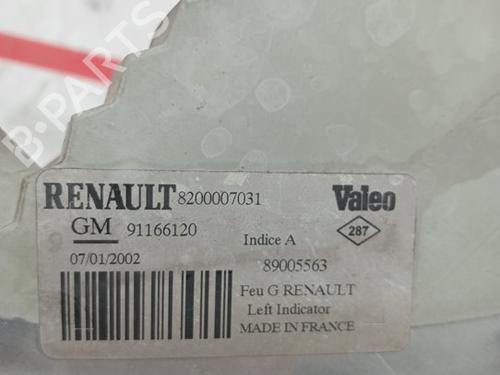 B-PARTS
RENAULT 8200007031 Valeo
GM 91166120 Indice A 287
07/01/2002 89005563
Feu G RENAULT
Left Indicator
MADE IN FRANCE